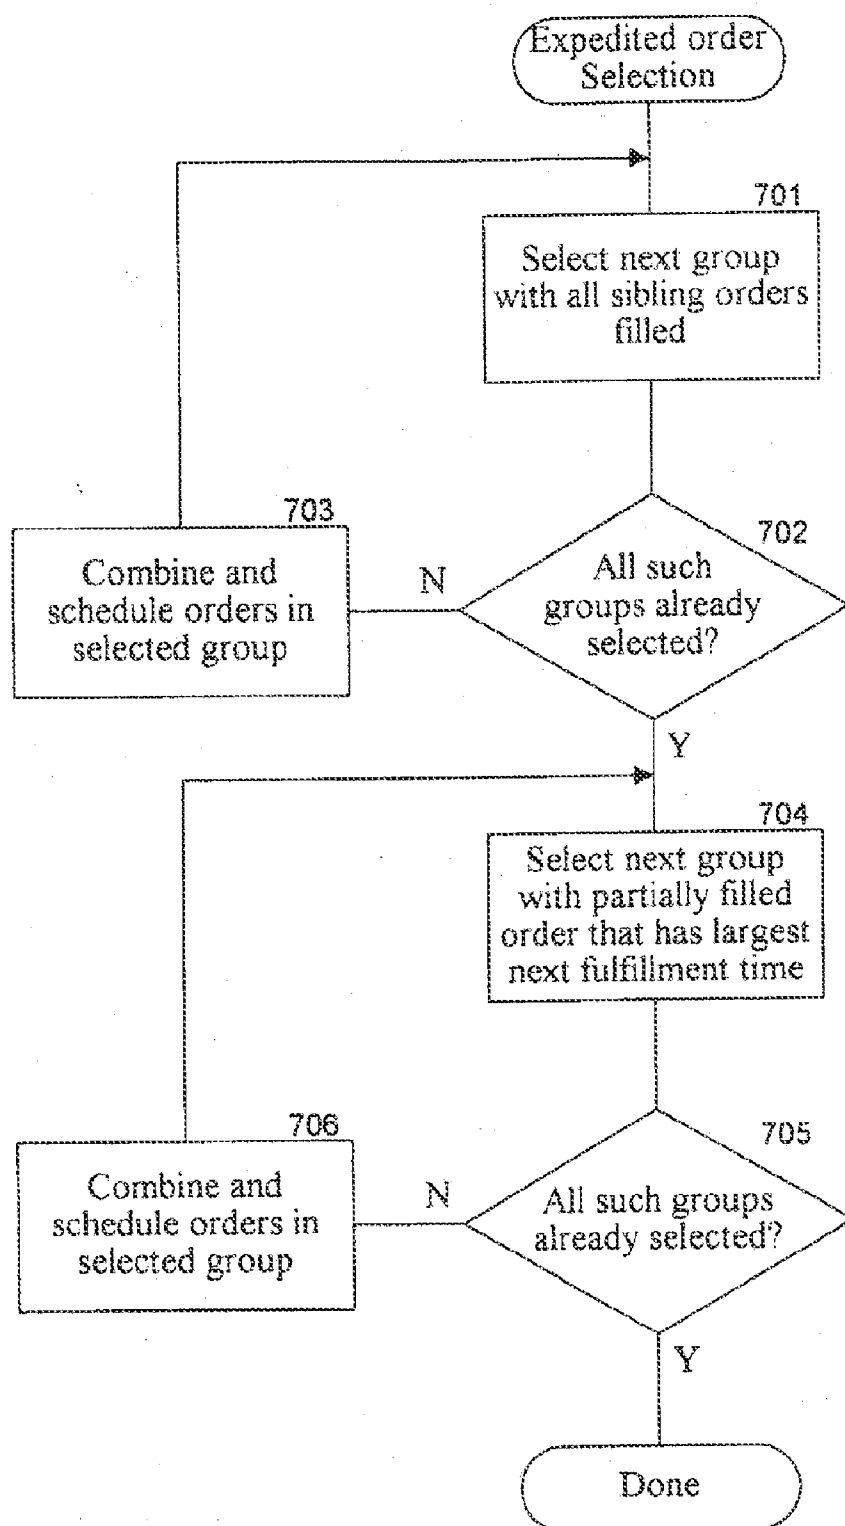 Expedited order
Selection
701
Select next group
with all sibling orders
filled
702
All such
groups already
selected?
N
703
Combine and
schedule orders in
selected group
Y
704
Select next group
with partially filled
order that has largest
next fulfillment time
705
All such groups
already selected?
N
706
Combine and
schedule orders in
selected group
Y
Done